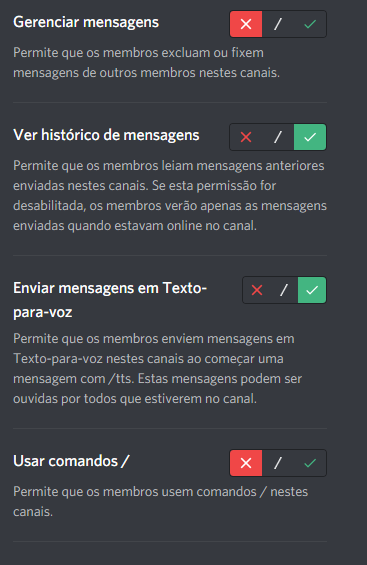 Gerenciar mensagens
/
Permite que os membros excluam ou fixem
mensagens de outros membros nestes canais.
Ver histórico de mensagens
/
Permite que os membros leiam mensagens anteriores
enviadas nestes canais. Se esta permissão for
desabilitada, os membros verão apenas as mensagens
enviadas quando estavam online no canal.
Enviar mensagens em Texto-
para-voz
/
Permite que os membros enviem mensagens em
Texto-para-voz nestes canais ao começar uma
mensagem com /tts. Estas mensagens podem ser
ouvidas por todos que estiverem no canal.
Usar comandos /
/
Permite que os membros usem comandos / nestes
canais.